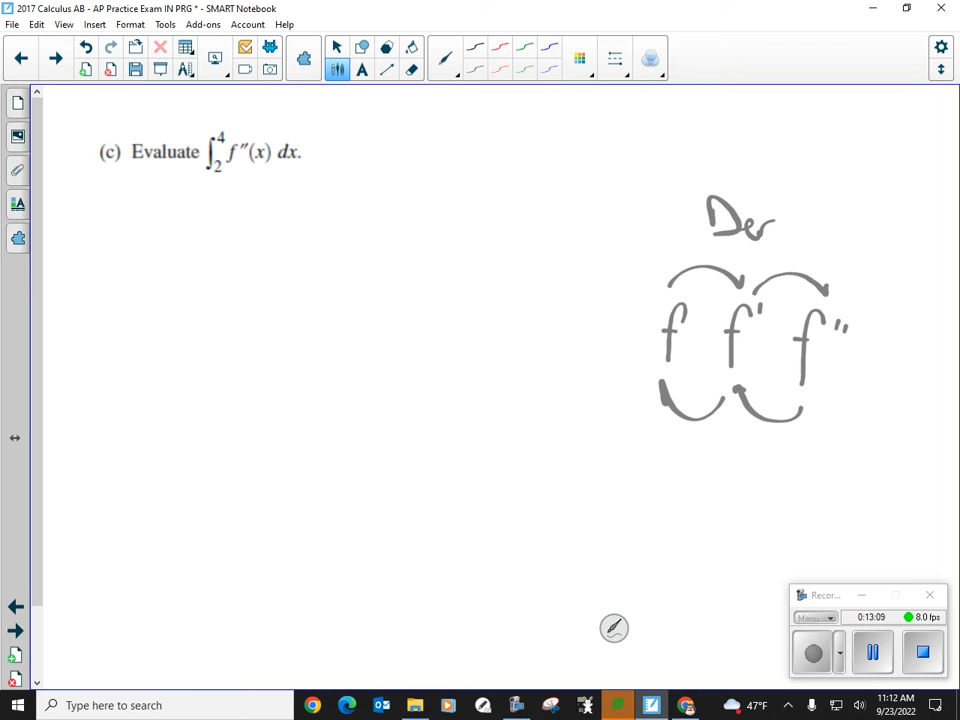 2017 Calculus AB - AP Practice Exam IN PRG * - SMART Notebook
File Edit View Insert Format Tools Add-ons Account Help
(c) Evaluate ∫₂⁴ f″(x) dx.
Der
f f' f"
Recor...
Menu 0:13:09 8.0 fps
Type here to search
47°F
11:12 AM
9/23/2022